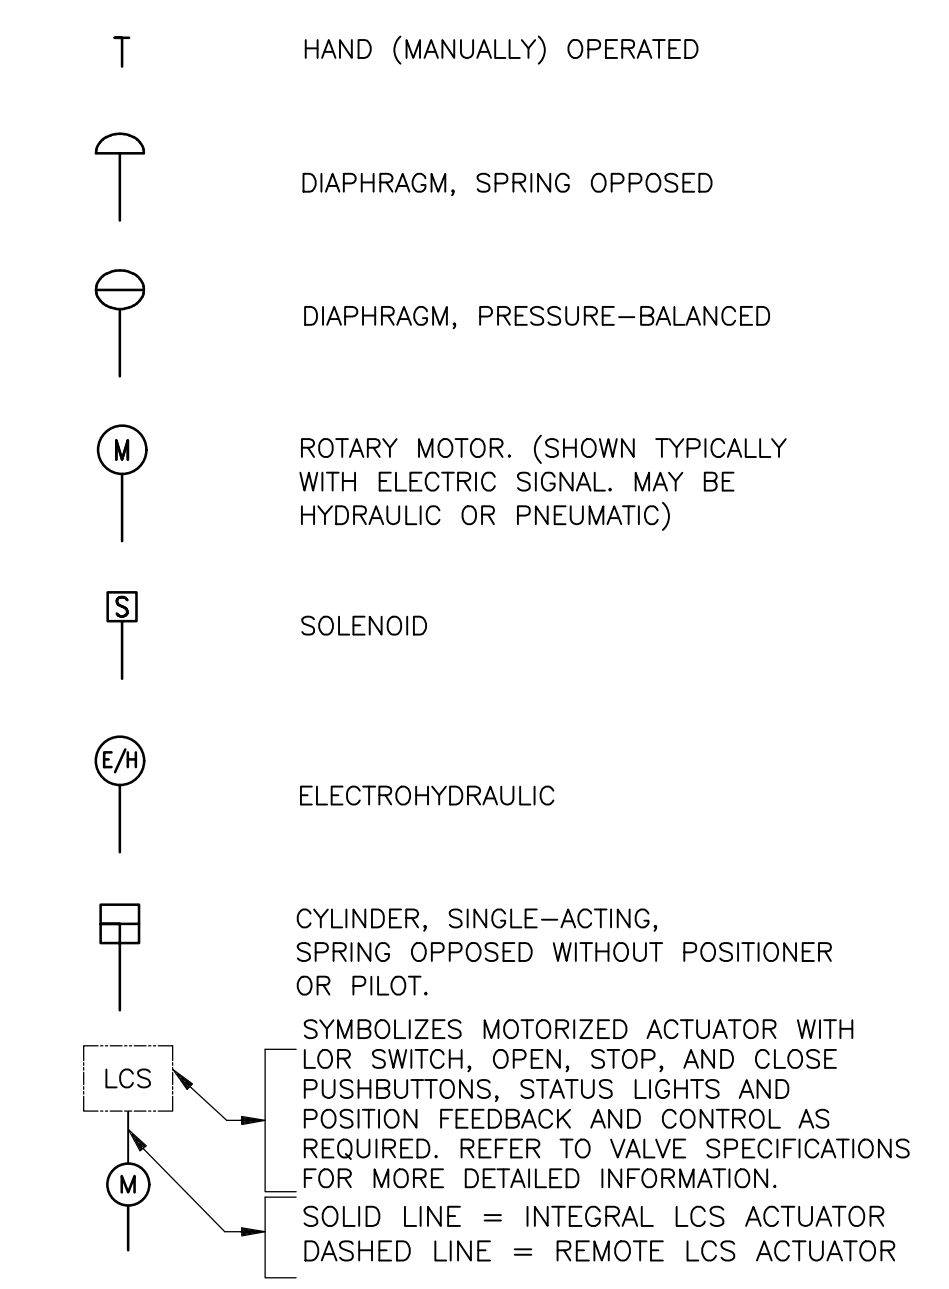 HAND (MANUALLY) OPERATED
DIAPHRAGM, SPRING OPPOSED
DIAPHRAGM, PRESSURE–BALANCED
M
ROTARY MOTOR. (SHOWN TYPICALLY
WITH ELECTRIC SIGNAL. MAY BE
HYDRAULIC OR PNEUMATIC)
S
SOLENOID
E/H
ELECTROHYDRAULIC
CYLINDER, SINGLE–ACTING,
SPRING OPPOSED WITHOUT POSITIONER
OR PILOT.
LCS
M
SYMBOLIZES MOTORIZED ACTUATOR WITH
LOR SWITCH, OPEN, STOP, AND CLOSE
PUSHBUTTONS, STATUS LIGHTS AND
POSITION FEEDBACK AND CONTROL AS
REQUIRED. REFER TO VALVE SPECIFICATIONS
FOR MORE DETAILED INFORMATION.
SOLID LINE = INTEGRAL LCS ACTUATOR
DASHED LINE = REMOTE LCS ACTUATOR